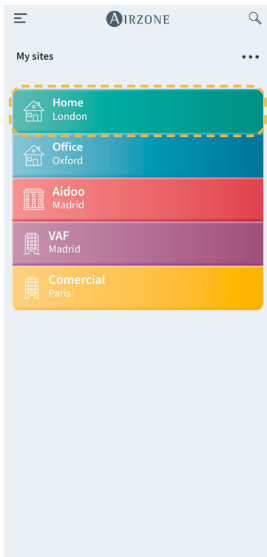 AIRZONE
My sites
Home
London
Office
Oxford
Aidoo
Madrid
VAF
Madrid
Comercial
Paris